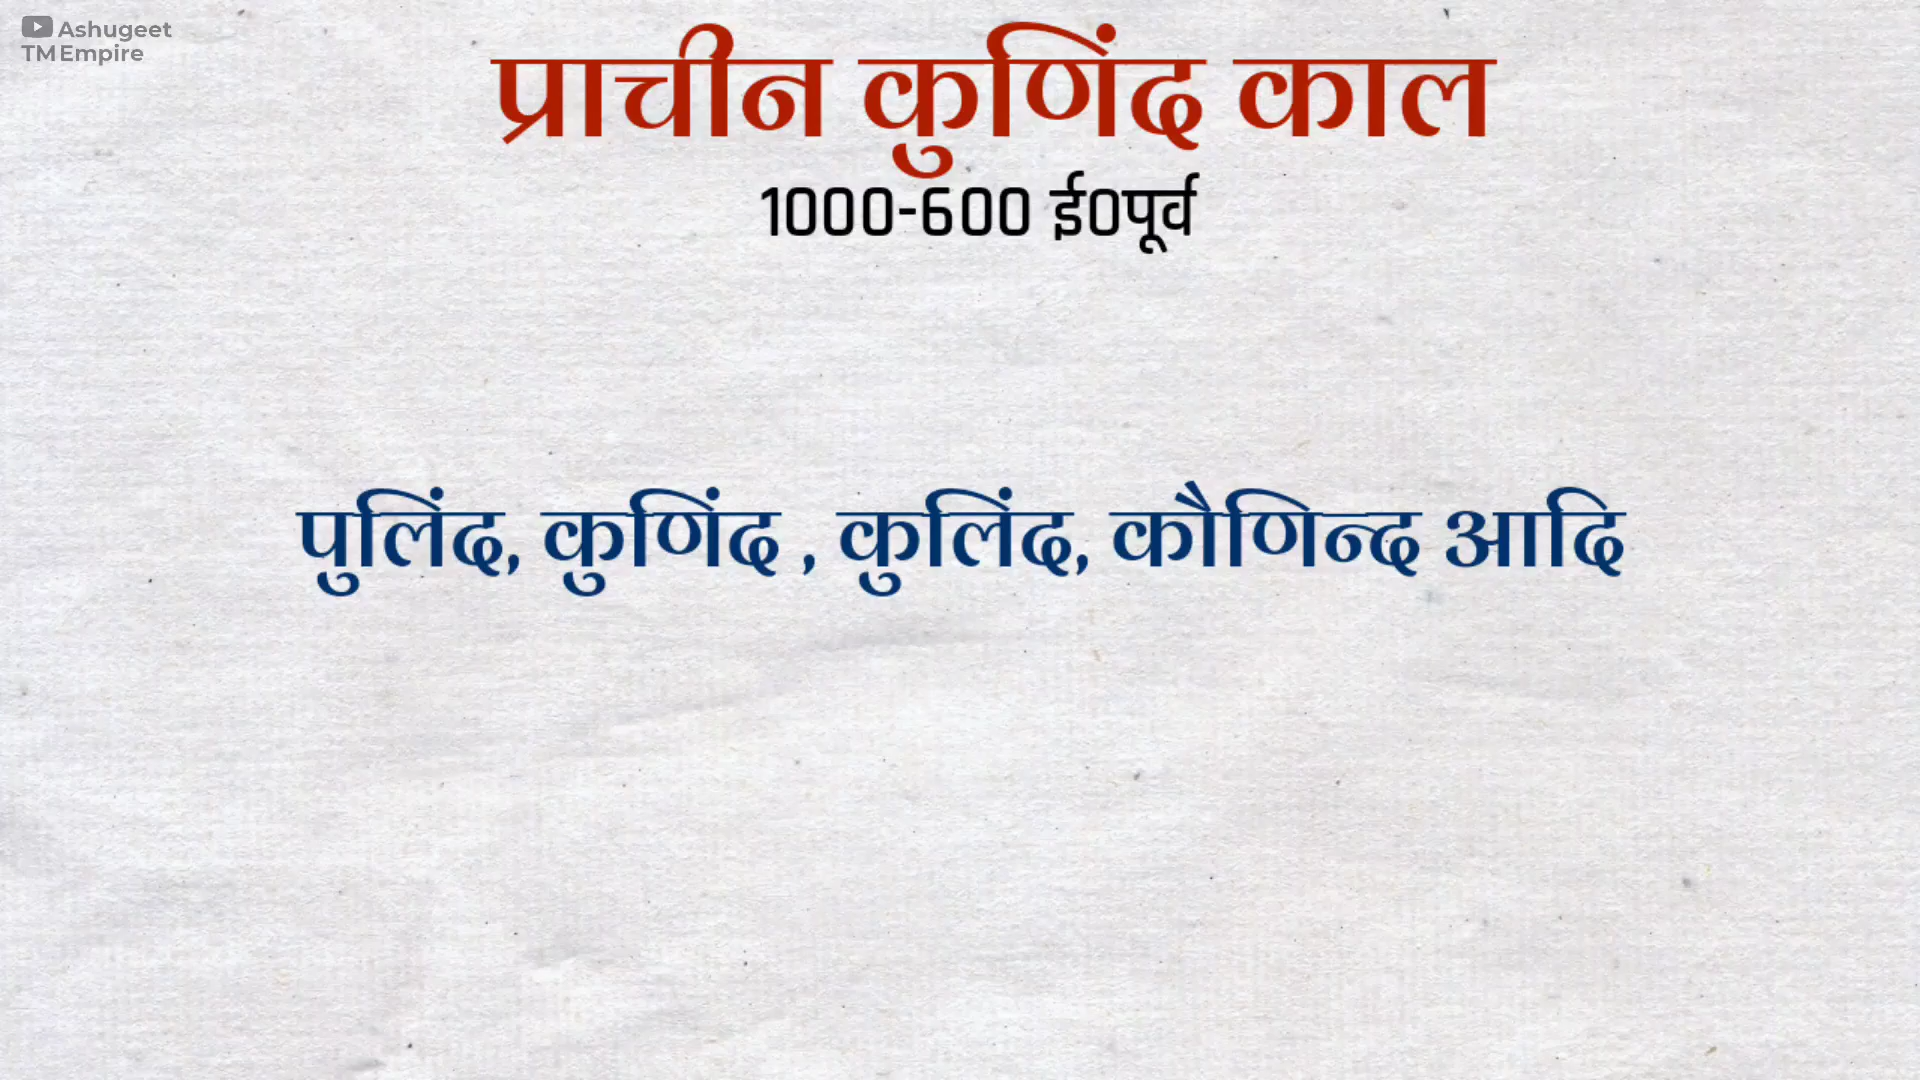 Ashugeet
TM Empire
प्राचीन कुणिंद काल
1000-600 ई0पूर्व
पुलिंद, कुणिंद , कुलिंद, कौणिन्द आदि